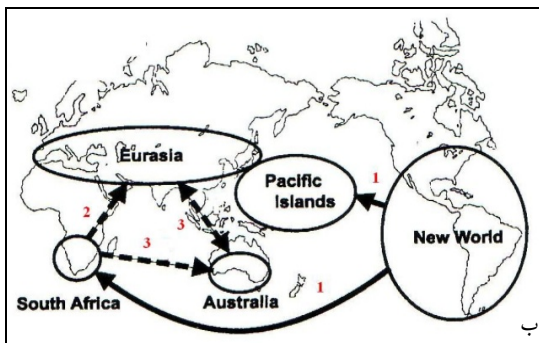 Eurasia
1
Pacific
Islands
2
3
New World
3
South Africa
Australia
1
ب